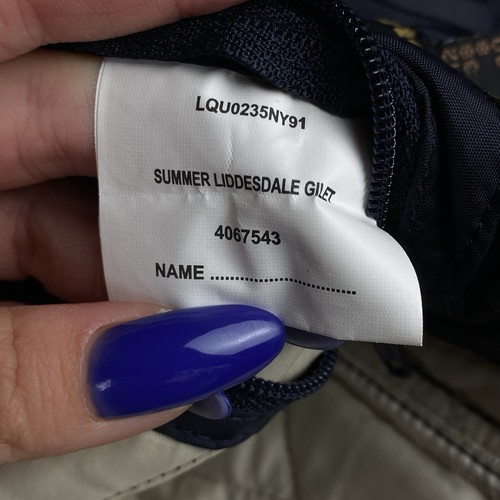 LQU0235NY91
SUMMER LIDDESDALE GILET
4067543
NAME ..............................